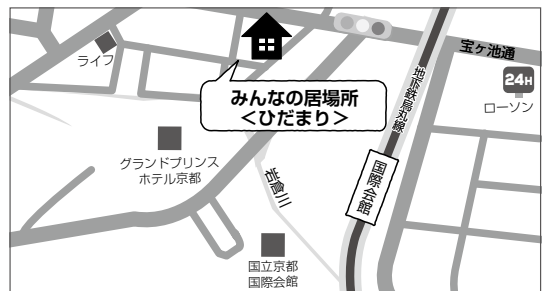 ライフ
宝ヶ池通
24H
ローソン
地下鉄烏丸線
みんなの居場所
<ひだまり>
グランドプリンス
ホテル京都
岩倉川
国際会館
国立京都
国際会館